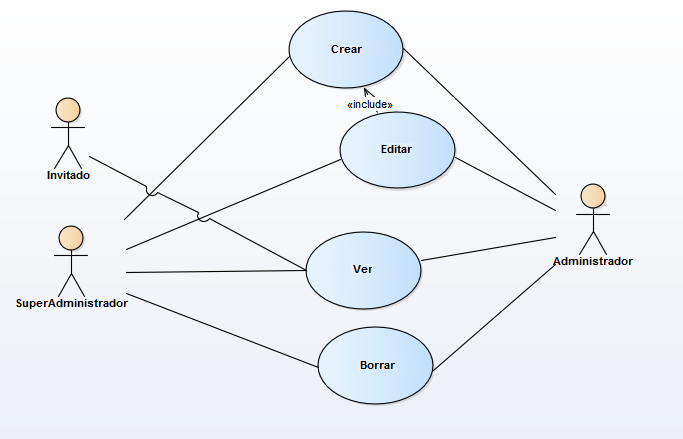 Crear
«include»
Invitado
Editar
SuperAdministrador
Administrador
Ver
Borrar